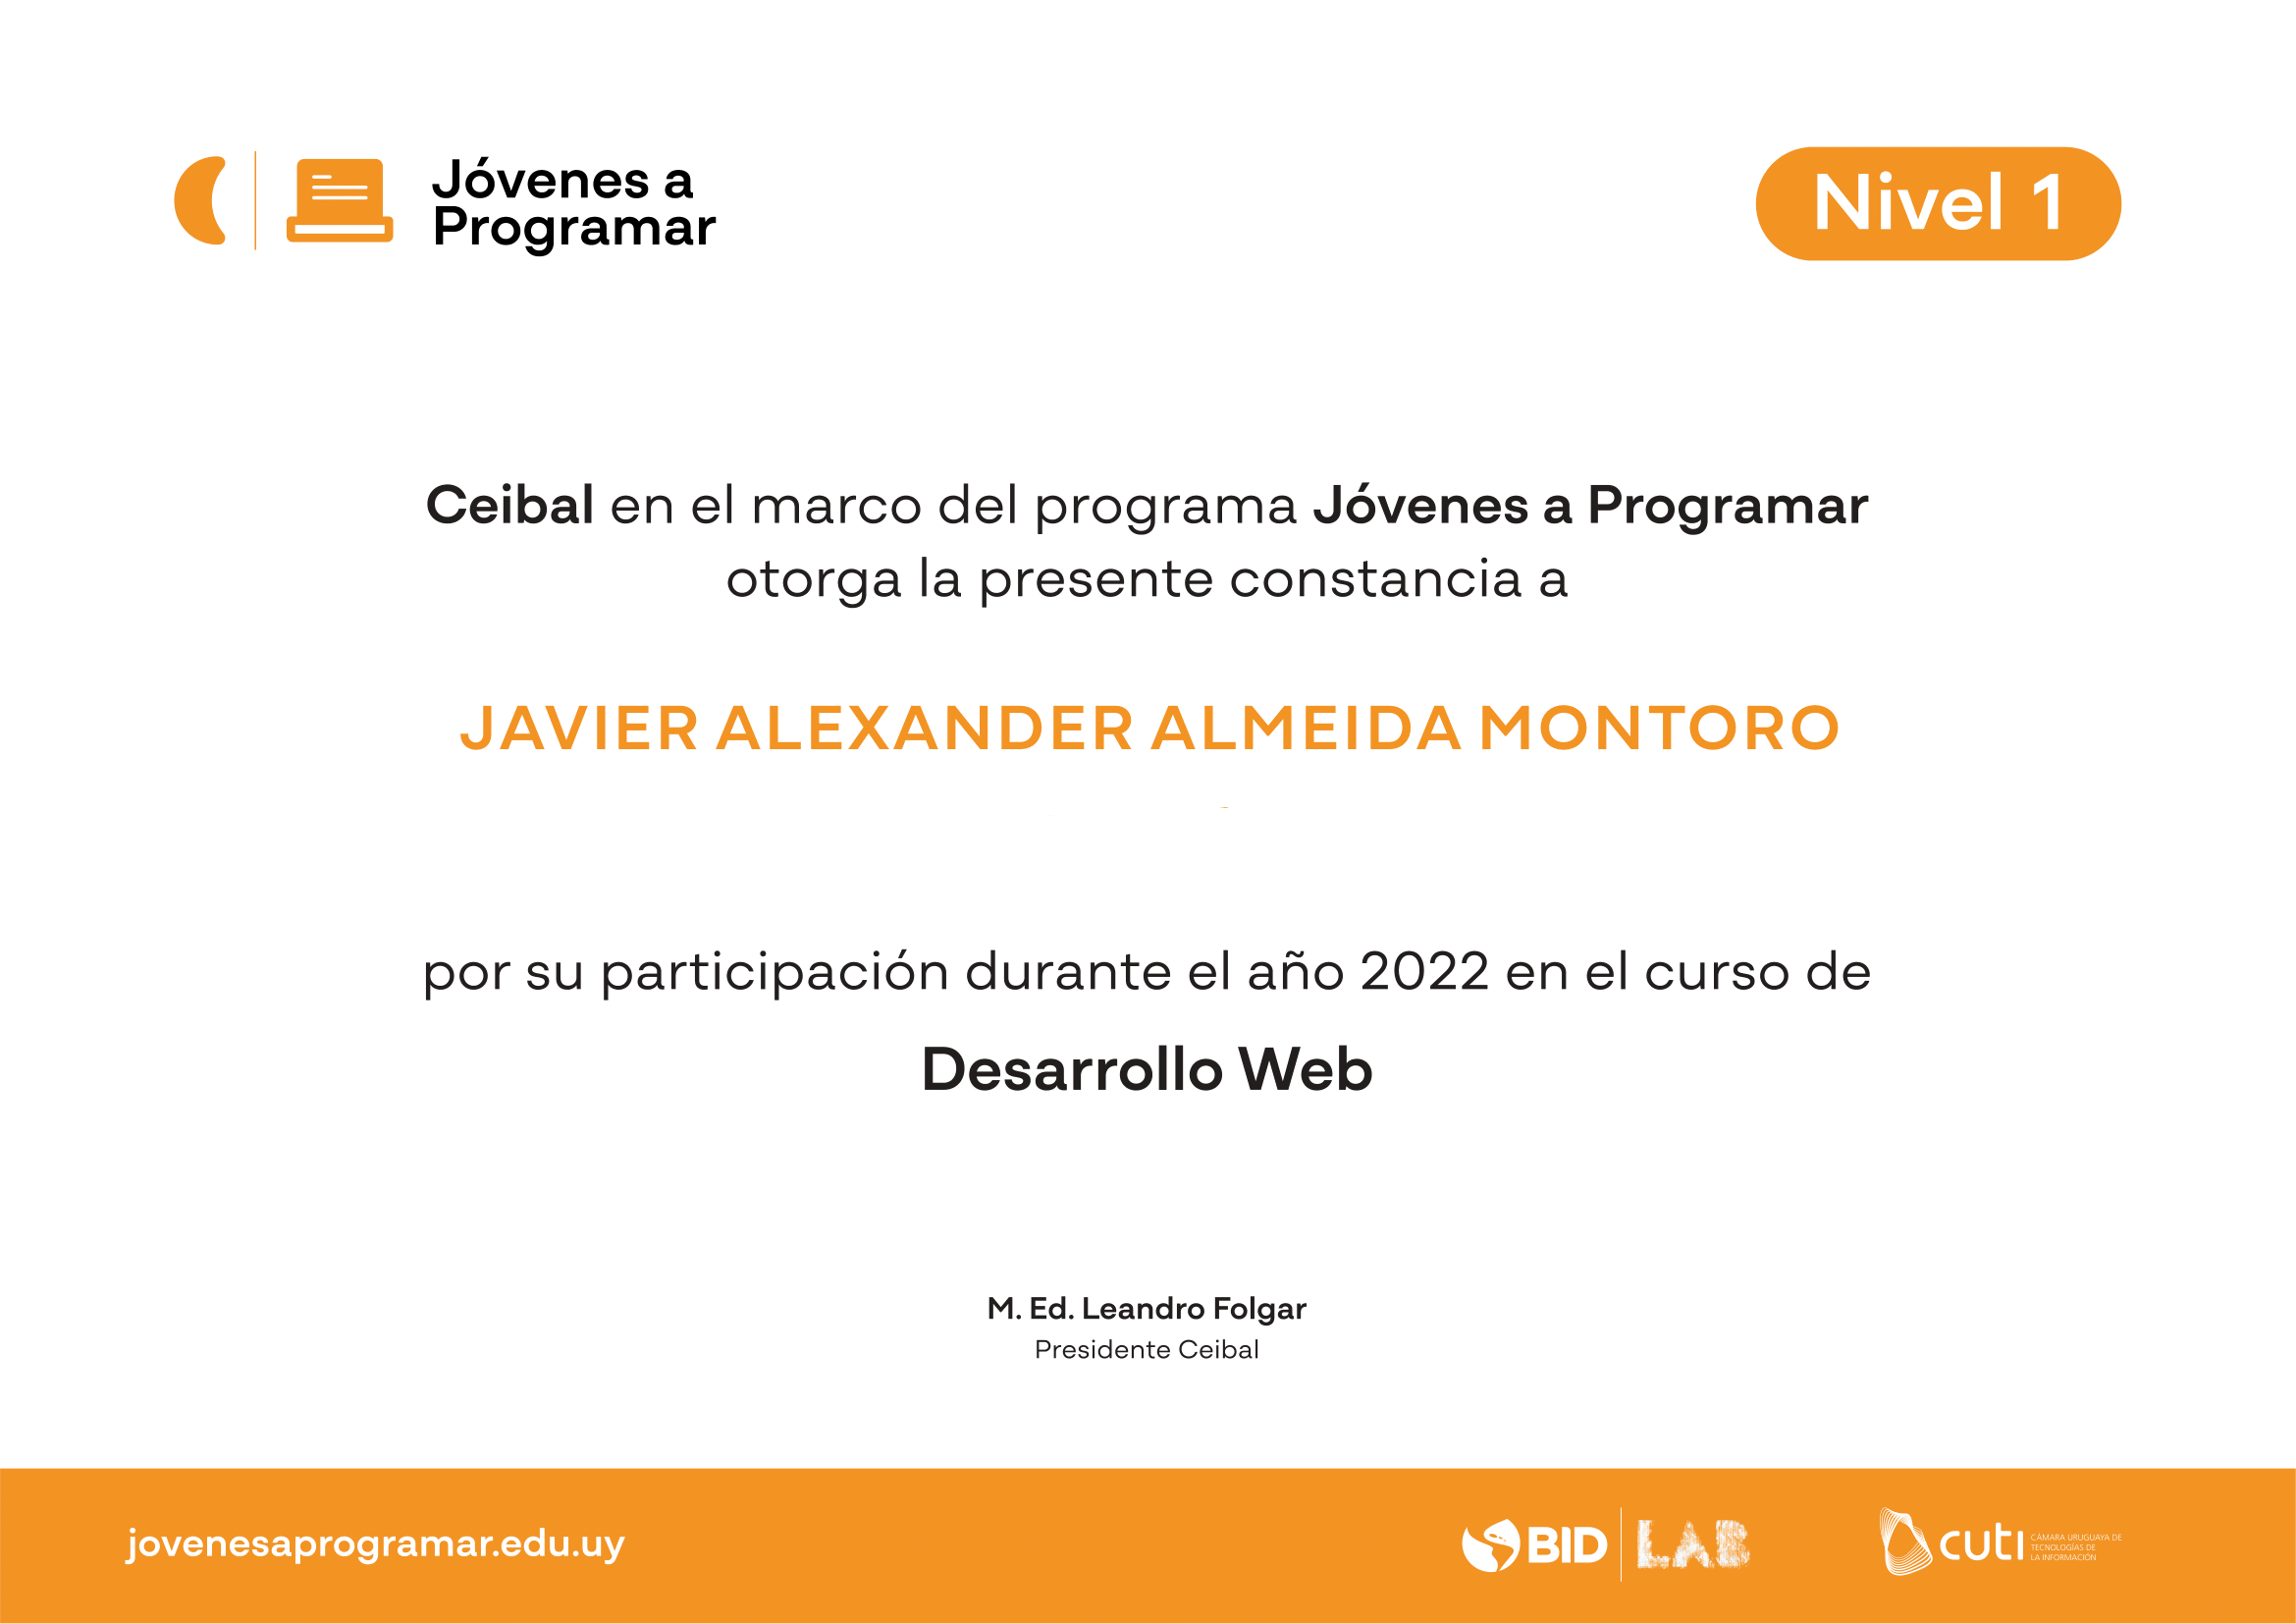 Jóvenes a
Programar
Nivel 1
Ceibal en el marco del programa Jóvenes a Programar
otorga la presente constancia a
JAVIER ALEXANDER ALMEIDA MONTORO
por su participación durante el año 2022 en el curso de
Desarrollo Web
M. Ed. Leandro Folgar
Presidente Ceibal
jovenesaprogramar.edu.uy
BID LAB
cuti
CÁMARA URUGUAYA DE
TECNOLOGÍAS DE
LA INFORMACIÓN